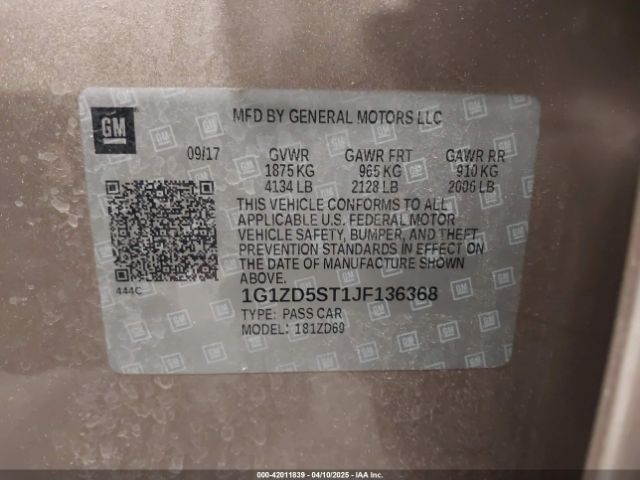 GM
MFD BY GENERAL MOTORS LLC
09/17 GVWR GAWR FRT GAWR RR
1875 KG 965 KG 910 KG
4134 LB 2128 LB 2006 LB
THIS VEHICLE CONFORMS TO ALL
APPLICABLE U.S. FEDERAL MOTOR
VEHICLE SAFETY, BUMPER, AND THEFT
PREVENTION STANDARDS IN EFFECT ON
THE DATE OF MANUFACTURE SHOWN
ABOVE.
444C
1G1ZD5ST1JF136368
TYPE: PASS CAR
MODEL: 181ZD69
000-42011839 - 04/10/2025 - IAAI.COM